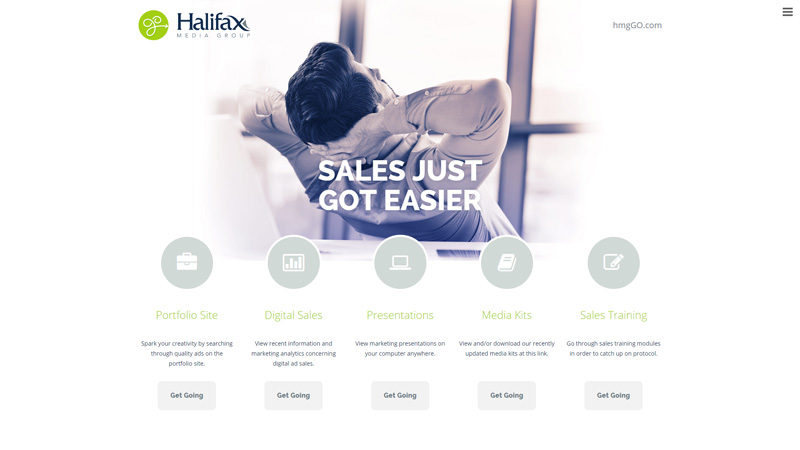 Halifax
MEDIA GROUP
hmgGO.com
SALES JUST
GOT EASIER
Portfolio Site
Spark your creativity by searching
through quality ads on the
portfolio site.
Get Going
Digital Sales
View recent information and
marketing analytics concerning
digital ad sales.
Get Going
Presentations
View marketing presentations on
your computer anywhere.
Get Going
Media Kits
View and/or download our recently
updated media kits at this link.
Get Going
Sales Training
Go through sales training modules
in order to catch up on protocol.
Get Going